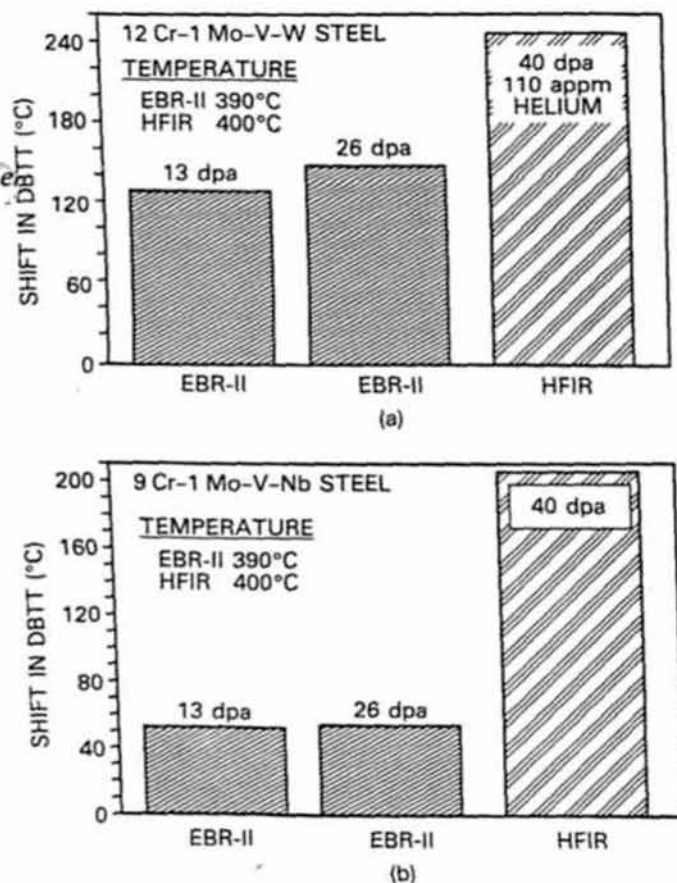 12 Cr-1 Mo-V-W STEEL
TEMPERATURE
EBR-II 390°C
HFIR 400°C
240
180
120
60
0
SHIFT IN DBTT (°C)
13 dpa
26 dpa
40 dpa
110 appm
HELIUM
EBR-II EBR-II HFIR
(a)
9 Cr-1 Mo-V-Nb STEEL
TEMPERATURE
EBR-II 390°C
HFIR 400°C
200
160
120
80
40
0
SHIFT IN DBTT (°C)
13 dpa
26 dpa
40 dpa
EBR-II EBR-II HFIR
(b)